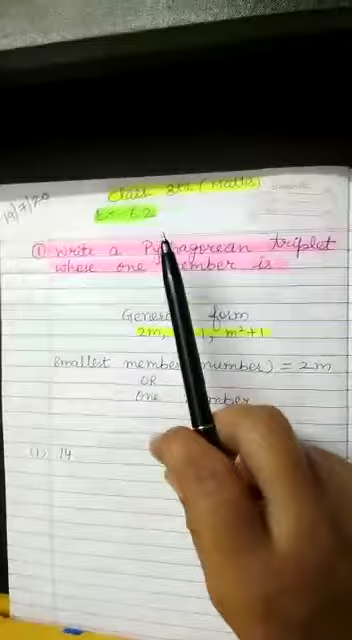 19/7/20
Class 8th (Maths)
Ex-6.2
① Write a Pythagorean triplet
whose one member is
General form
2m, 1, m²+1
Smallest member (number) = 2m
OR
One
(i) 14